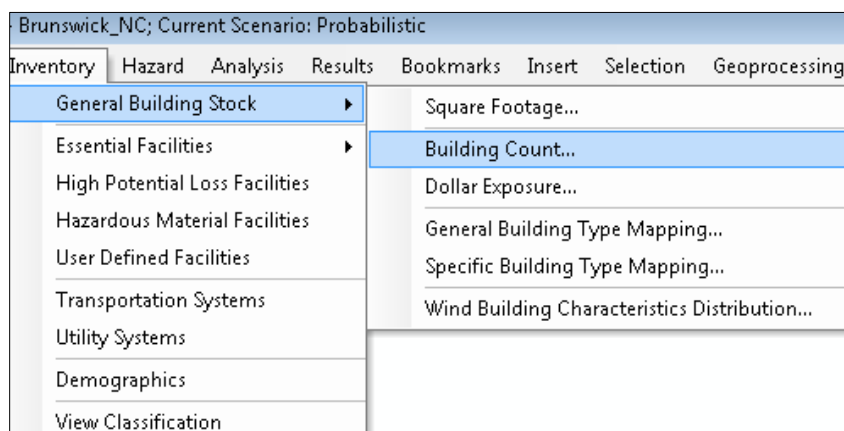 - Brunswick_NC; Current Scenario: Probabilistic
Inventory Hazard Analysis Results Bookmarks Insert Selection Geoprocessing
General Building Stock
Essential Facilities
High Potential Loss Facilities
Hazardous Material Facilities
User Defined Facilities
Transportation Systems
Utility Systems
Demographics
View Classification
Square Footage...
Building Count...
Dollar Exposure...
General Building Type Mapping...
Specific Building Type Mapping...
Wind Building Characteristics Distribution...